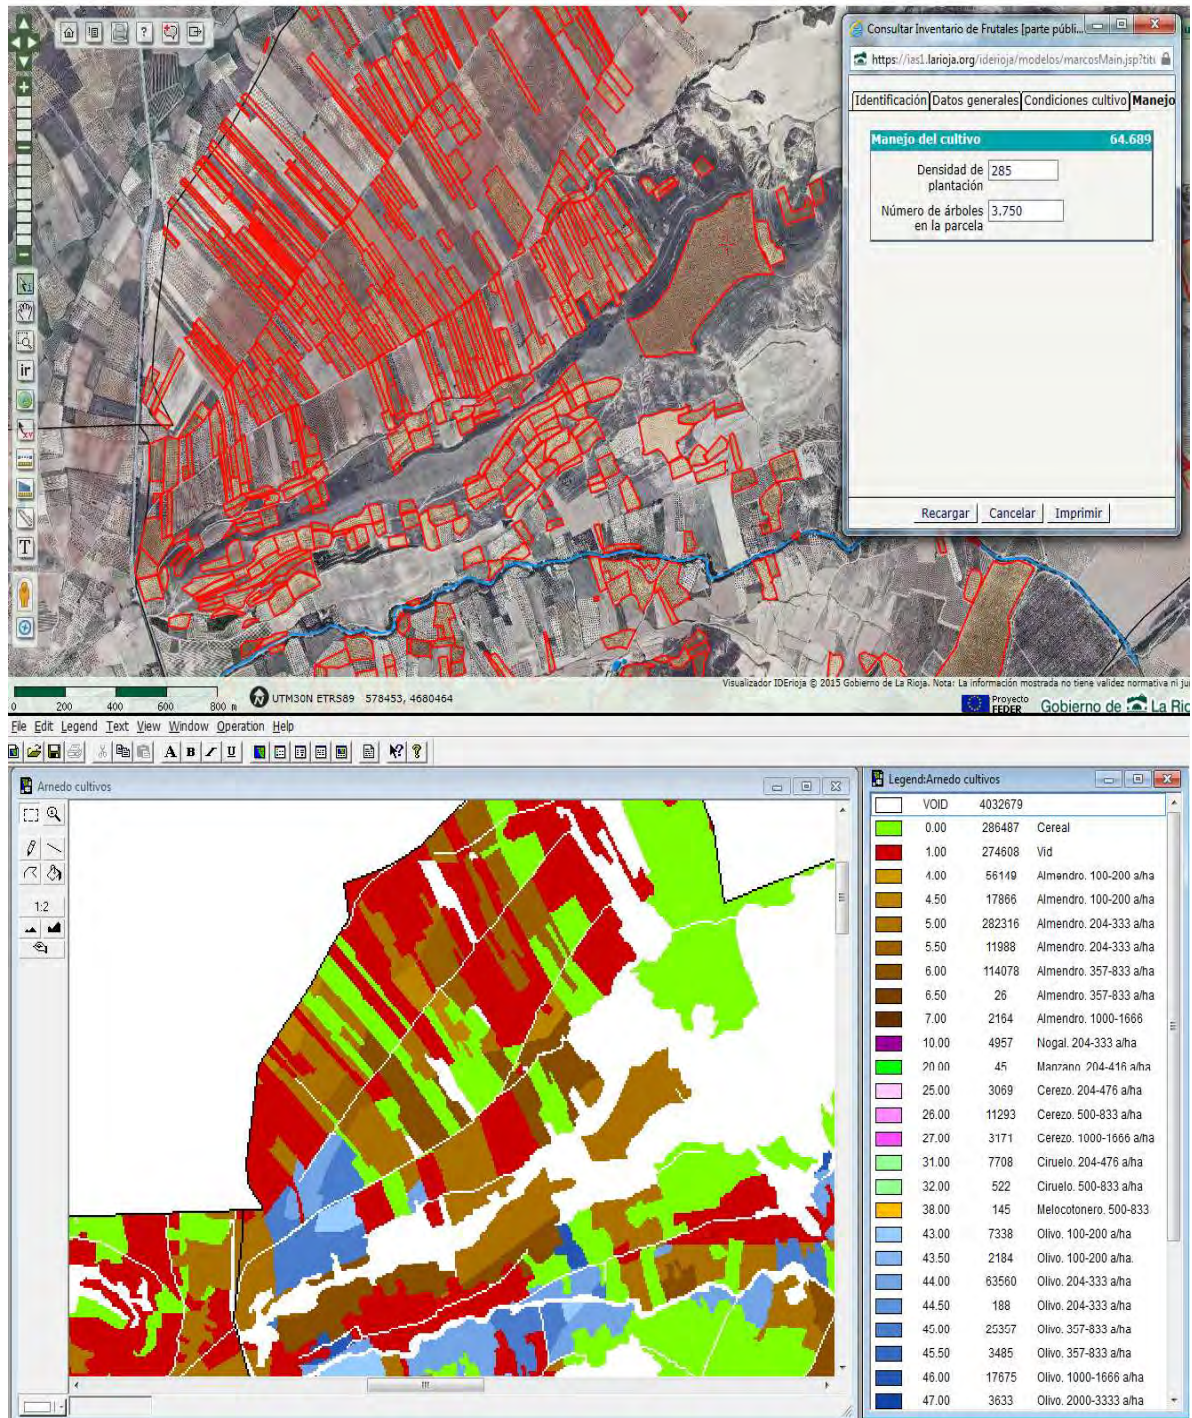 Consultar Inventario de Frutales [parte públi...
https://ias1.larioja.org/iderioja/modelos/marcosMain.jsp?tit
Identificación Datos generales Condiciones cultivo Manejo
Manejo del cultivo 64.689
Densidad de plantación 285
Número de árboles en la parcela 3.750
Recargar Cancelar Imprimir
ir
XY
T
Visualizador IDErioja © 2015 Gobierno de La Rioja. Nota: La información mostrada no tiene validez normativa ni ju
0 200 400 600 800 m
UTM30N ETRS89 578453, 4680464
Proyecto FEDER
Gobierno de La Rio
File Edit Legend Text View Window Operation Help
A B I U
Arnedo cultivos
1:2
Legend:Arnedo cultivos
VOID 4032679
0.00 286487 Cereal
1.00 274608 Vid
4.00 56149 Almendro. 100-200 a/ha
4.50 17866 Almendro. 100-200 a/ha
5.00 282316 Almendro. 204-333 a/ha
5.50 11988 Almendro. 204-333 a/ha
6.00 114078 Almendro. 357-833 a/ha
6.50 26 Almendro. 357-833 a/ha
7.00 2164 Almendro. 1000-1666
10.00 4957 Nogal. 204-333 a/ha
20.00 45 Manzano. 204-416 a/ha
25.00 3069 Cerezo. 204-476 a/ha
26.00 11293 Cerezo. 500-833 a/ha
27.00 3171 Cerezo. 1000-1666 a/ha
31.00 7708 Ciruelo. 204-476 a/ha
32.00 522 Ciruelo. 500-833 a/ha
38.00 145 Melocotonero. 500-833
43.00 7338 Olivo. 100-200 a/ha
43.50 2184 Olivo. 100-200 a/ha.
44.00 63560 Olivo. 204-333 a/ha
44.50 188 Olivo. 204-333 a/ha
45.00 25357 Olivo. 357-833 a/ha
45.50 3485 Olivo. 357-833 a/ha
46.00 17675 Olivo. 1000-1666 a/ha
47.00 3633 Olivo. 2000-3333 a/ha